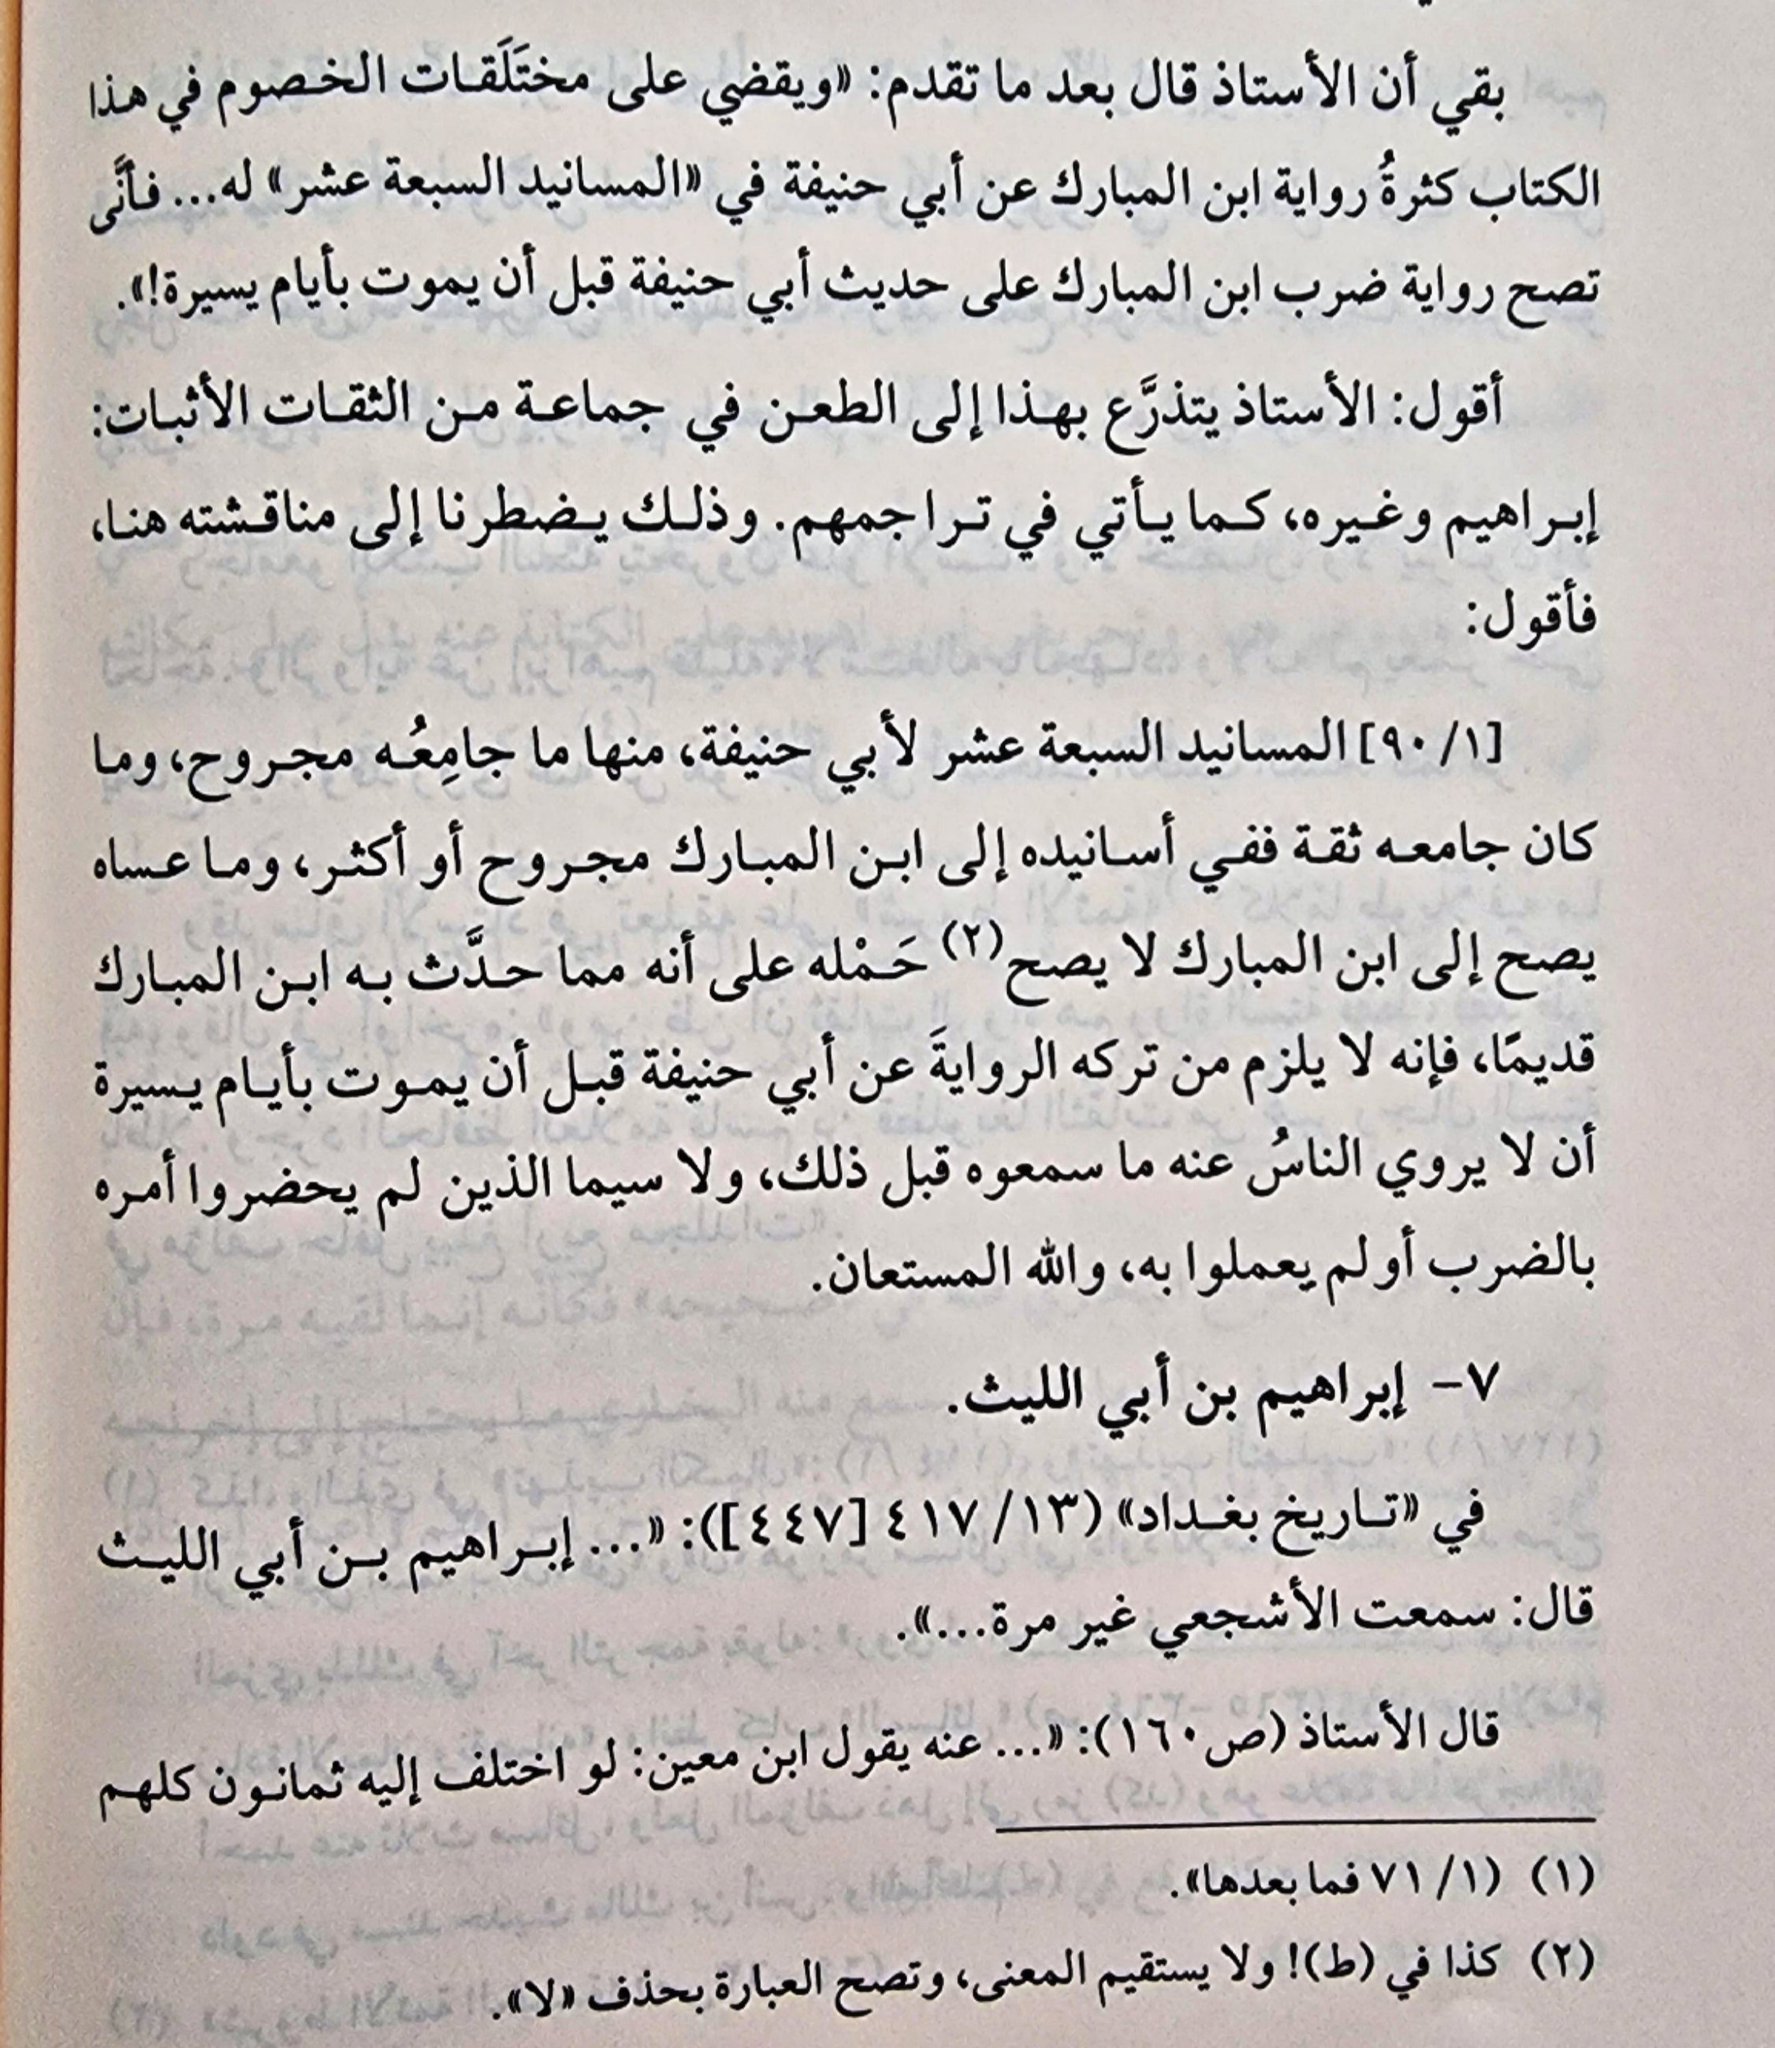 بقي أن الأستاذ قال بعد ما تقدم: «ويقضي على مختَلَقات الخصوم في هذا
الكتاب كثرةُ رواية ابن المبارك عن أبي حنيفة في «المسانيد السبعة عشر» له... فأنَّى
تصح رواية ضرب ابن المبارك على حديث أبي حنيفة قبل أن يموت بأيام يسيرة!».
أقول: الأستاذ يتذرَّع بهذا إلى الطعن في جماعة من الثقات الأثبات:
إبراهيم وغيره، كما يأتي في تراجمهم. وذلك يضطرنا إلى مناقشته هنا،
فأقول:
[١/ ٩٠] المسانيد السبعة عشر لأبي حنيفة، منها ما جامِعُه مجروح، وما
كان جامعه ثقة ففي أسانيده إلى ابن المبارك مجروح أو أكثر، وما عساه
يصح إلى ابن المبارك لا يصح(٢) حَمْله على أنه مما حدَّث به ابن المبارك
قديمًا، فإنه لا يلزم من تركه الروايةَ عن أبي حنيفة قبل أن يموت بأيام يسيرة
أن لا يروي الناسُ عنه ما سمعوه قبل ذلك، ولا سيما الذين لم يحضروا أمره
بالضرب أو لم يعملوا به، والله المستعان.
٧- إبراهيم بن أبي الليث.
في «تاريخ بغداد» (١٣/ ٤١٧ [٤٤٧]): «... إبراهيم بن أبي الليث
قال: سمعت الأشجعي غير مرة...».
قال الأستاذ (ص١٦٠): «... عنه يقول ابن معين: لو اختلف إليه ثمانون كلهم
(١) (١/ ٧١ فما بعدها».
(٢) كذا في (ط)! ولا يستقيم المعنى، وتصح العبارة بحذف «لا».